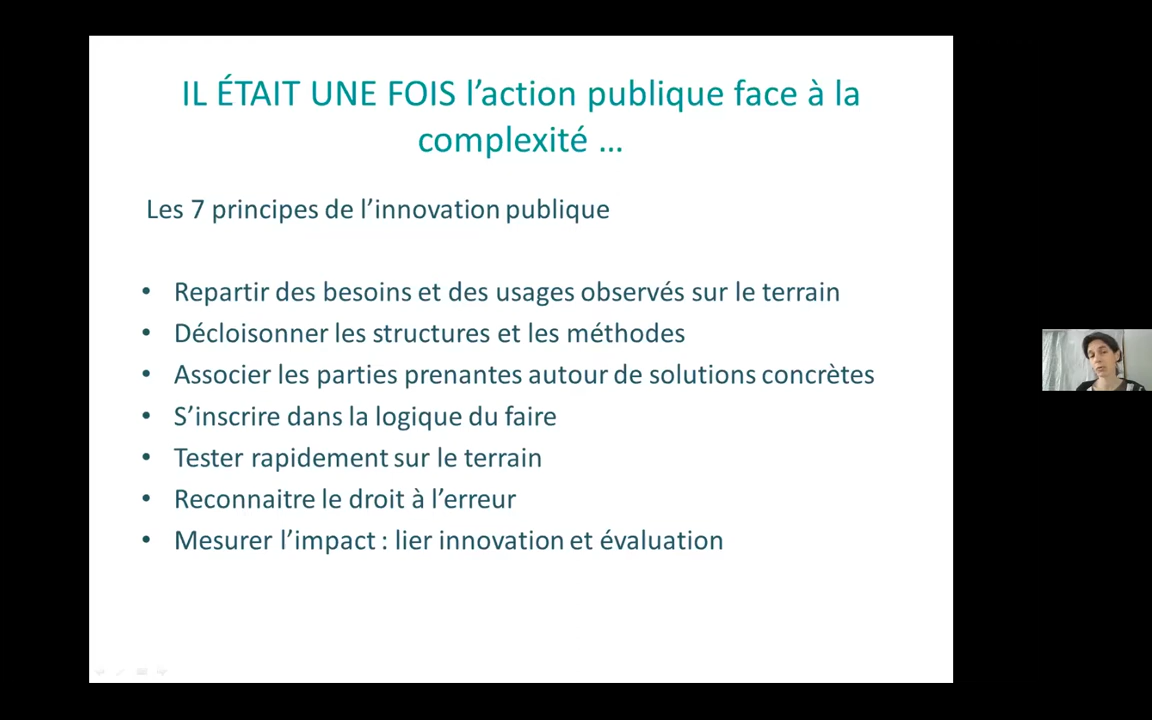 IL ÉTAIT UNE FOIS l’action publique face à la
complexité ...
Les 7 principes de l’innovation publique
• Repartir des besoins et des usages observés sur le terrain
• Décloisonner les structures et les méthodes
• Associer les parties prenantes autour de solutions concrètes
• S’inscrire dans la logique du faire
• Tester rapidement sur le terrain
• Reconnaitre le droit à l’erreur
• Mesurer l’impact : lier innovation et évaluation